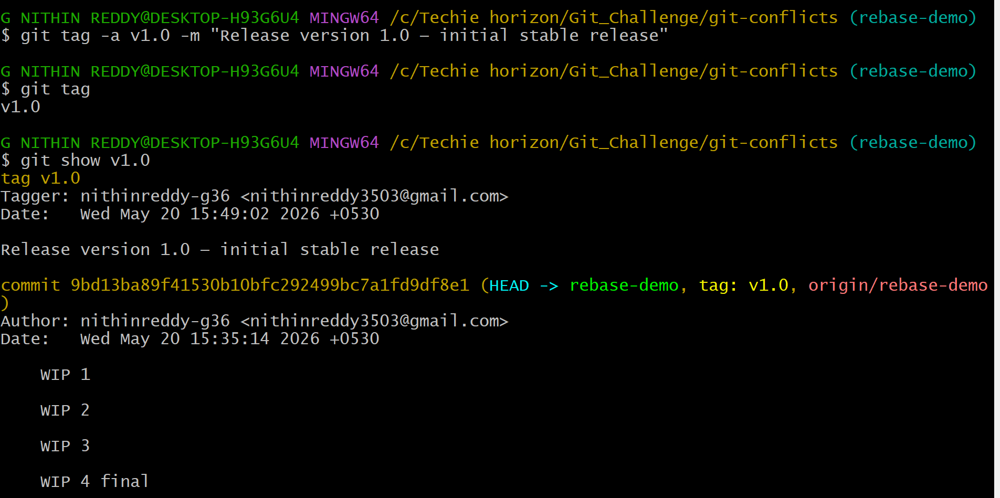 G NITHIN REDDY@DESKTOP-H93G6U4 MINGW64 /c/Techie horizon/Git_Challenge/git-conflicts (rebase-demo)
$ git tag -a v1.0 -m "Release version 1.0 – initial stable release"
G NITHIN REDDY@DESKTOP-H93G6U4 MINGW64 /c/Techie horizon/Git_Challenge/git-conflicts (rebase-demo)
$ git tag
v1.0
G NITHIN REDDY@DESKTOP-H93G6U4 MINGW64 /c/Techie horizon/Git_Challenge/git-conflicts (rebase-demo)
$ git show v1.0
tag v1.0
Tagger: nithinreddy-g36 <nithinreddy3503@gmail.com>
Date:   Wed May 20 15:49:02 2026 +0530
Release version 1.0 – initial stable release
commit 9bd13ba89f41530b10bfc292499bc7a1fd9df8e1 (HEAD -> rebase-demo, tag: v1.0, origin/rebase-demo
)
Author: nithinreddy-g36 <nithinreddy3503@gmail.com>
Date:   Wed May 20 15:35:14 2026 +0530
    WIP 1
    WIP 2
    WIP 3
    WIP 4 final